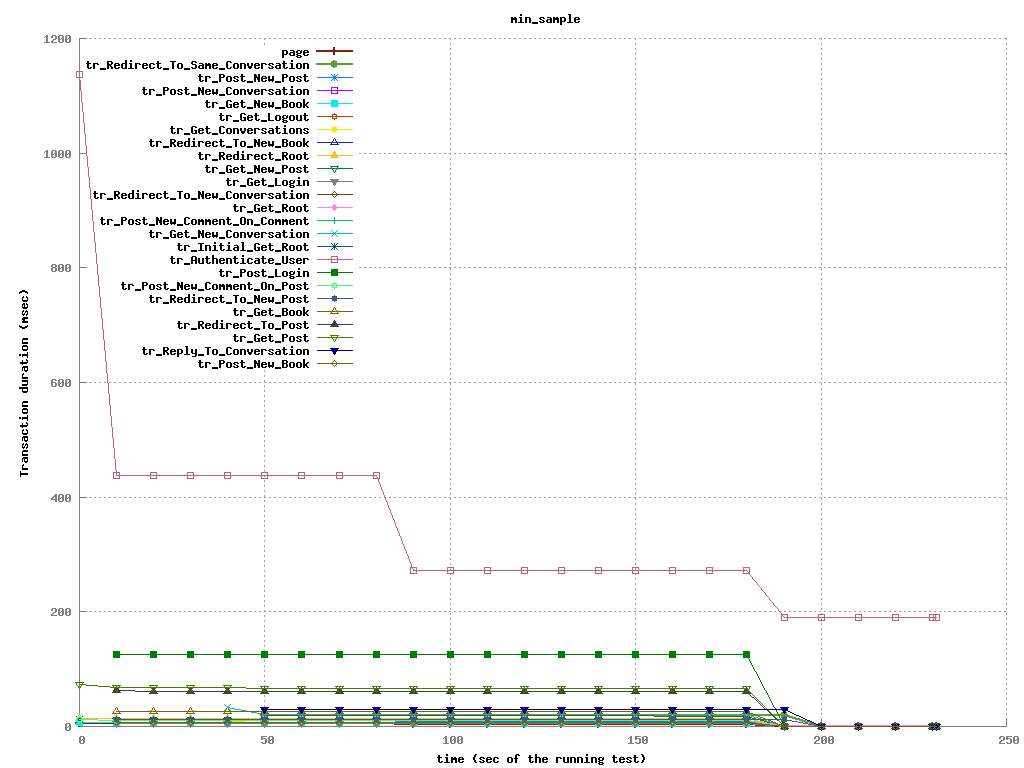 min_sample
1200
1000
800
600
400
200
0
Transaction duration (msec)
page
tr_Redirect_To_Same_Conversation
tr_Post_New_Post
tr_Post_New_Conversation
tr_Get_New_Book
tr_Get_Logout
tr_Get_Conversations
tr_Redirect_To_New_Book
tr_Redirect_Root
tr_Get_New_Post
tr_Get_Login
tr_Redirect_To_New_Conversation
tr_Get_Root
tr_Post_New_Comment_On_Comment
tr_Get_New_Conversation
tr_Initial_Get_Root
tr_Authenticate_User
tr_Post_Login
tr_Post_New_Comment_On_Post
tr_Redirect_To_New_Post
tr_Get_Book
tr_Redirect_To_Post
tr_Get_Post
tr_Reply_To_Conversation
tr_Post_New_Book
0 50 100 150 200 250
time (sec of the running test)